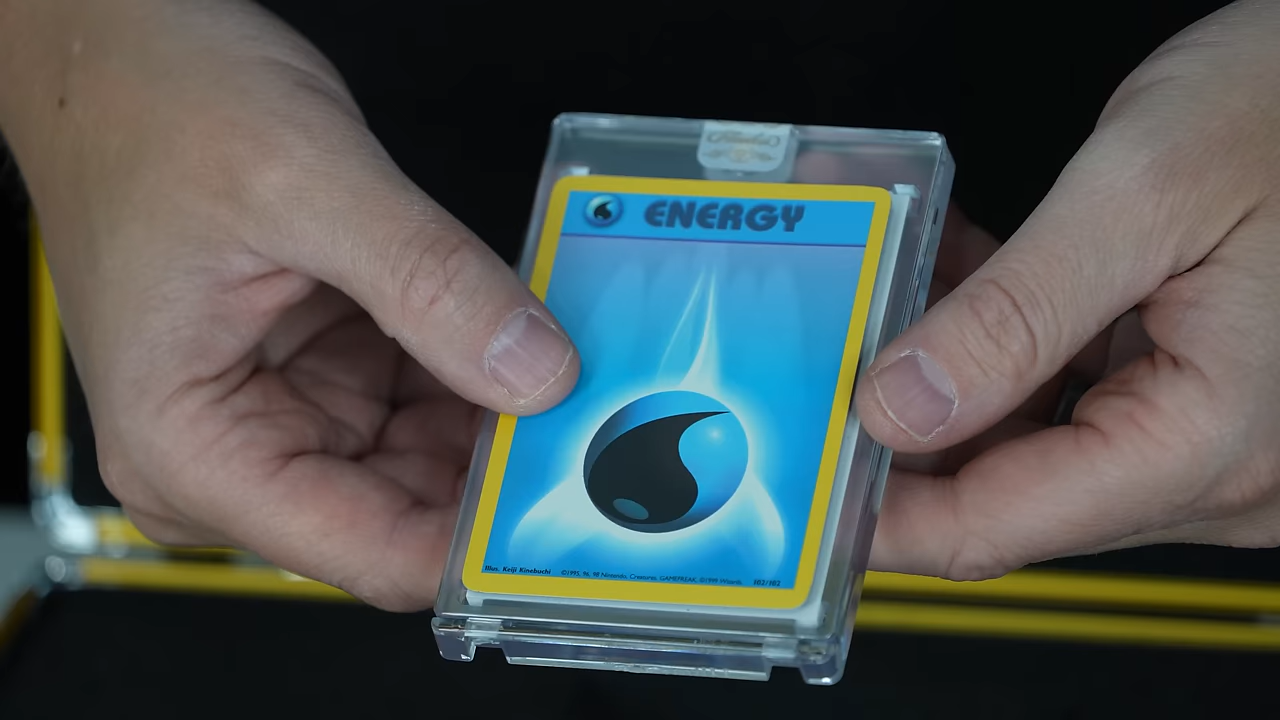 ENERGY
Illus. Keiji Kinebuchi ©1995, 96, 98 Nintendo, Creatures, GAMEFREAK. ©1999 Wizards. 102/102